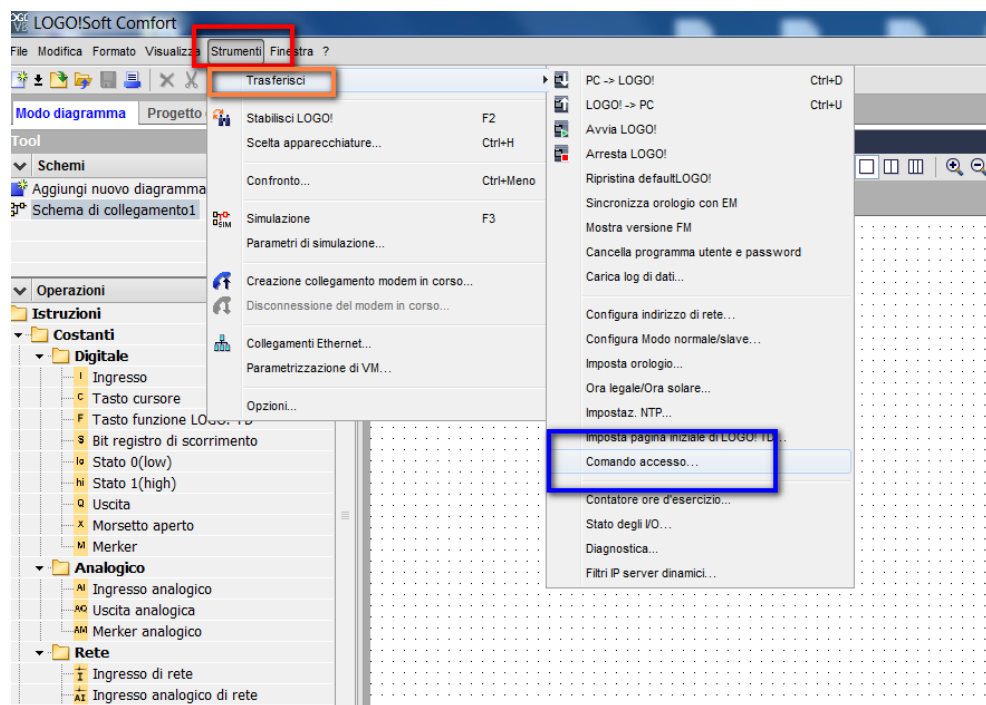 LOGO!Soft Comfort
File Modifica Formato Visualizza Strumenti Finestra ?
Modo diagramma Progetto
Tool
Schemi
Aggiungi nuovo diagramma
Schema di collegamento1
Operazioni
Istruzioni
Costanti
Digitale
I Ingresso
C Tasto cursore
F Tasto funzione LOGO! TD
S Bit registro di scorrimento
lo Stato 0(low)
hi Stato 1(high)
Q Uscita
x Morsetto aperto
M Merker
Analogico
AI Ingresso analogico
AQ Uscita analogica
AM Merker analogico
Rete
I Ingresso di rete
AI Ingresso analogico di rete
Trasferisci
Stabilisci LOGO! F2
Scelta apparecchiature... Ctrl+H
Confronto... Ctrl+Meno
Simulazione F3
Parametri di simulazione...
Creazione collegamento modem in corso...
Disconnessione del modem in corso...
Collegamenti Ethernet...
Parametrizzazione di VM...
Opzioni...
PC -> LOGO! Ctrl+D
LOGO! -> PC Ctrl+U
Avvia LOGO!
Arresta LOGO!
Ripristina defaultLOGO!
Sincronizza orologio con EM
Mostra versione FM
Cancella programma utente e password
Carica log di dati...
Configura indirizzo di rete...
Configura Modo normale/slave...
Imposta orologio...
Ora legale/Ora solare...
Impostaz. NTP...
Imposta pagina iniziale di LOGO! TD...
Comando accesso...
Contatore ore d'esercizio...
Stato degli I/O...
Diagnostica...
Filtri IP server dinamici...